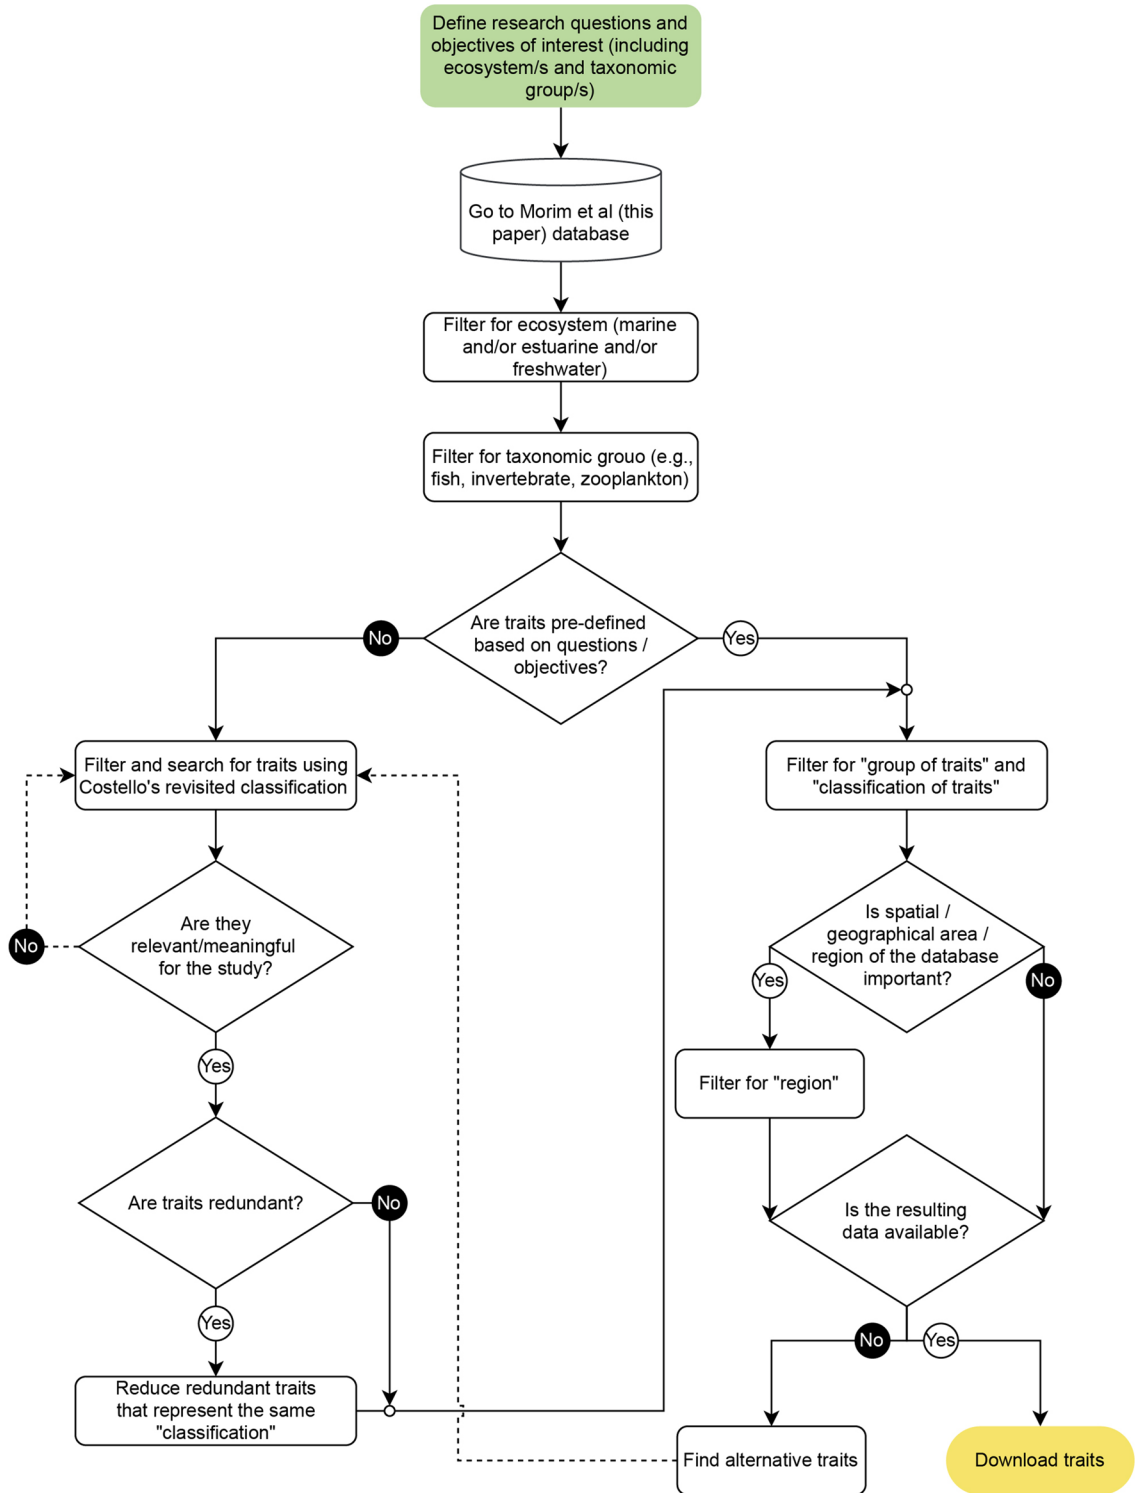 Define research questions and
objectives of interest (including
ecosystem/s and taxonomic
group/s)
Go to Morim et al (this
paper) database
Filter for ecosystem (marine
and/or estuarine and/or
freshwater)
Filter for taxonomic grouo (e.g.,
fish, invertebrate, zooplankton)
Are traits pre-defined
based on questions /
objectives?
No
Yes
Filter and search for traits using
Costello's revisited classification
Filter for "group of traits" and
"classification of traits"
Are they
relevant/meaningful
for the study?
No
Yes
Is spatial /
geographical area /
region of the database
important?
Yes
No
Filter for "region"
Are traits redundant?
No
Yes
Is the resulting
data available?
No
Yes
Reduce redundant traits
that represent the same
"classification"
Find alternative traits
Download traits